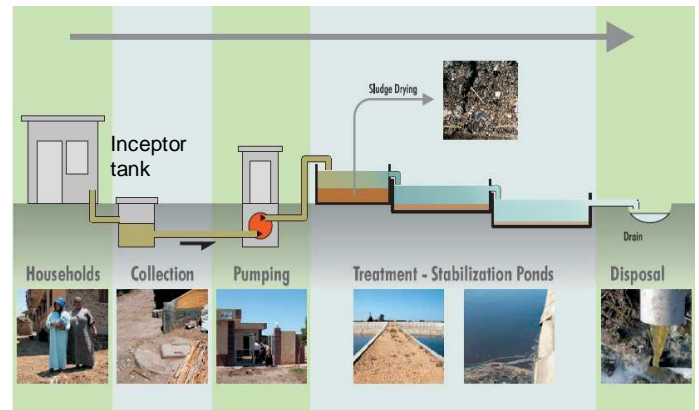 Sludge Drying
Inceptor
tank
Drain
Households
Collection
Pumping
Treatment - Stabilization Ponds
Disposal